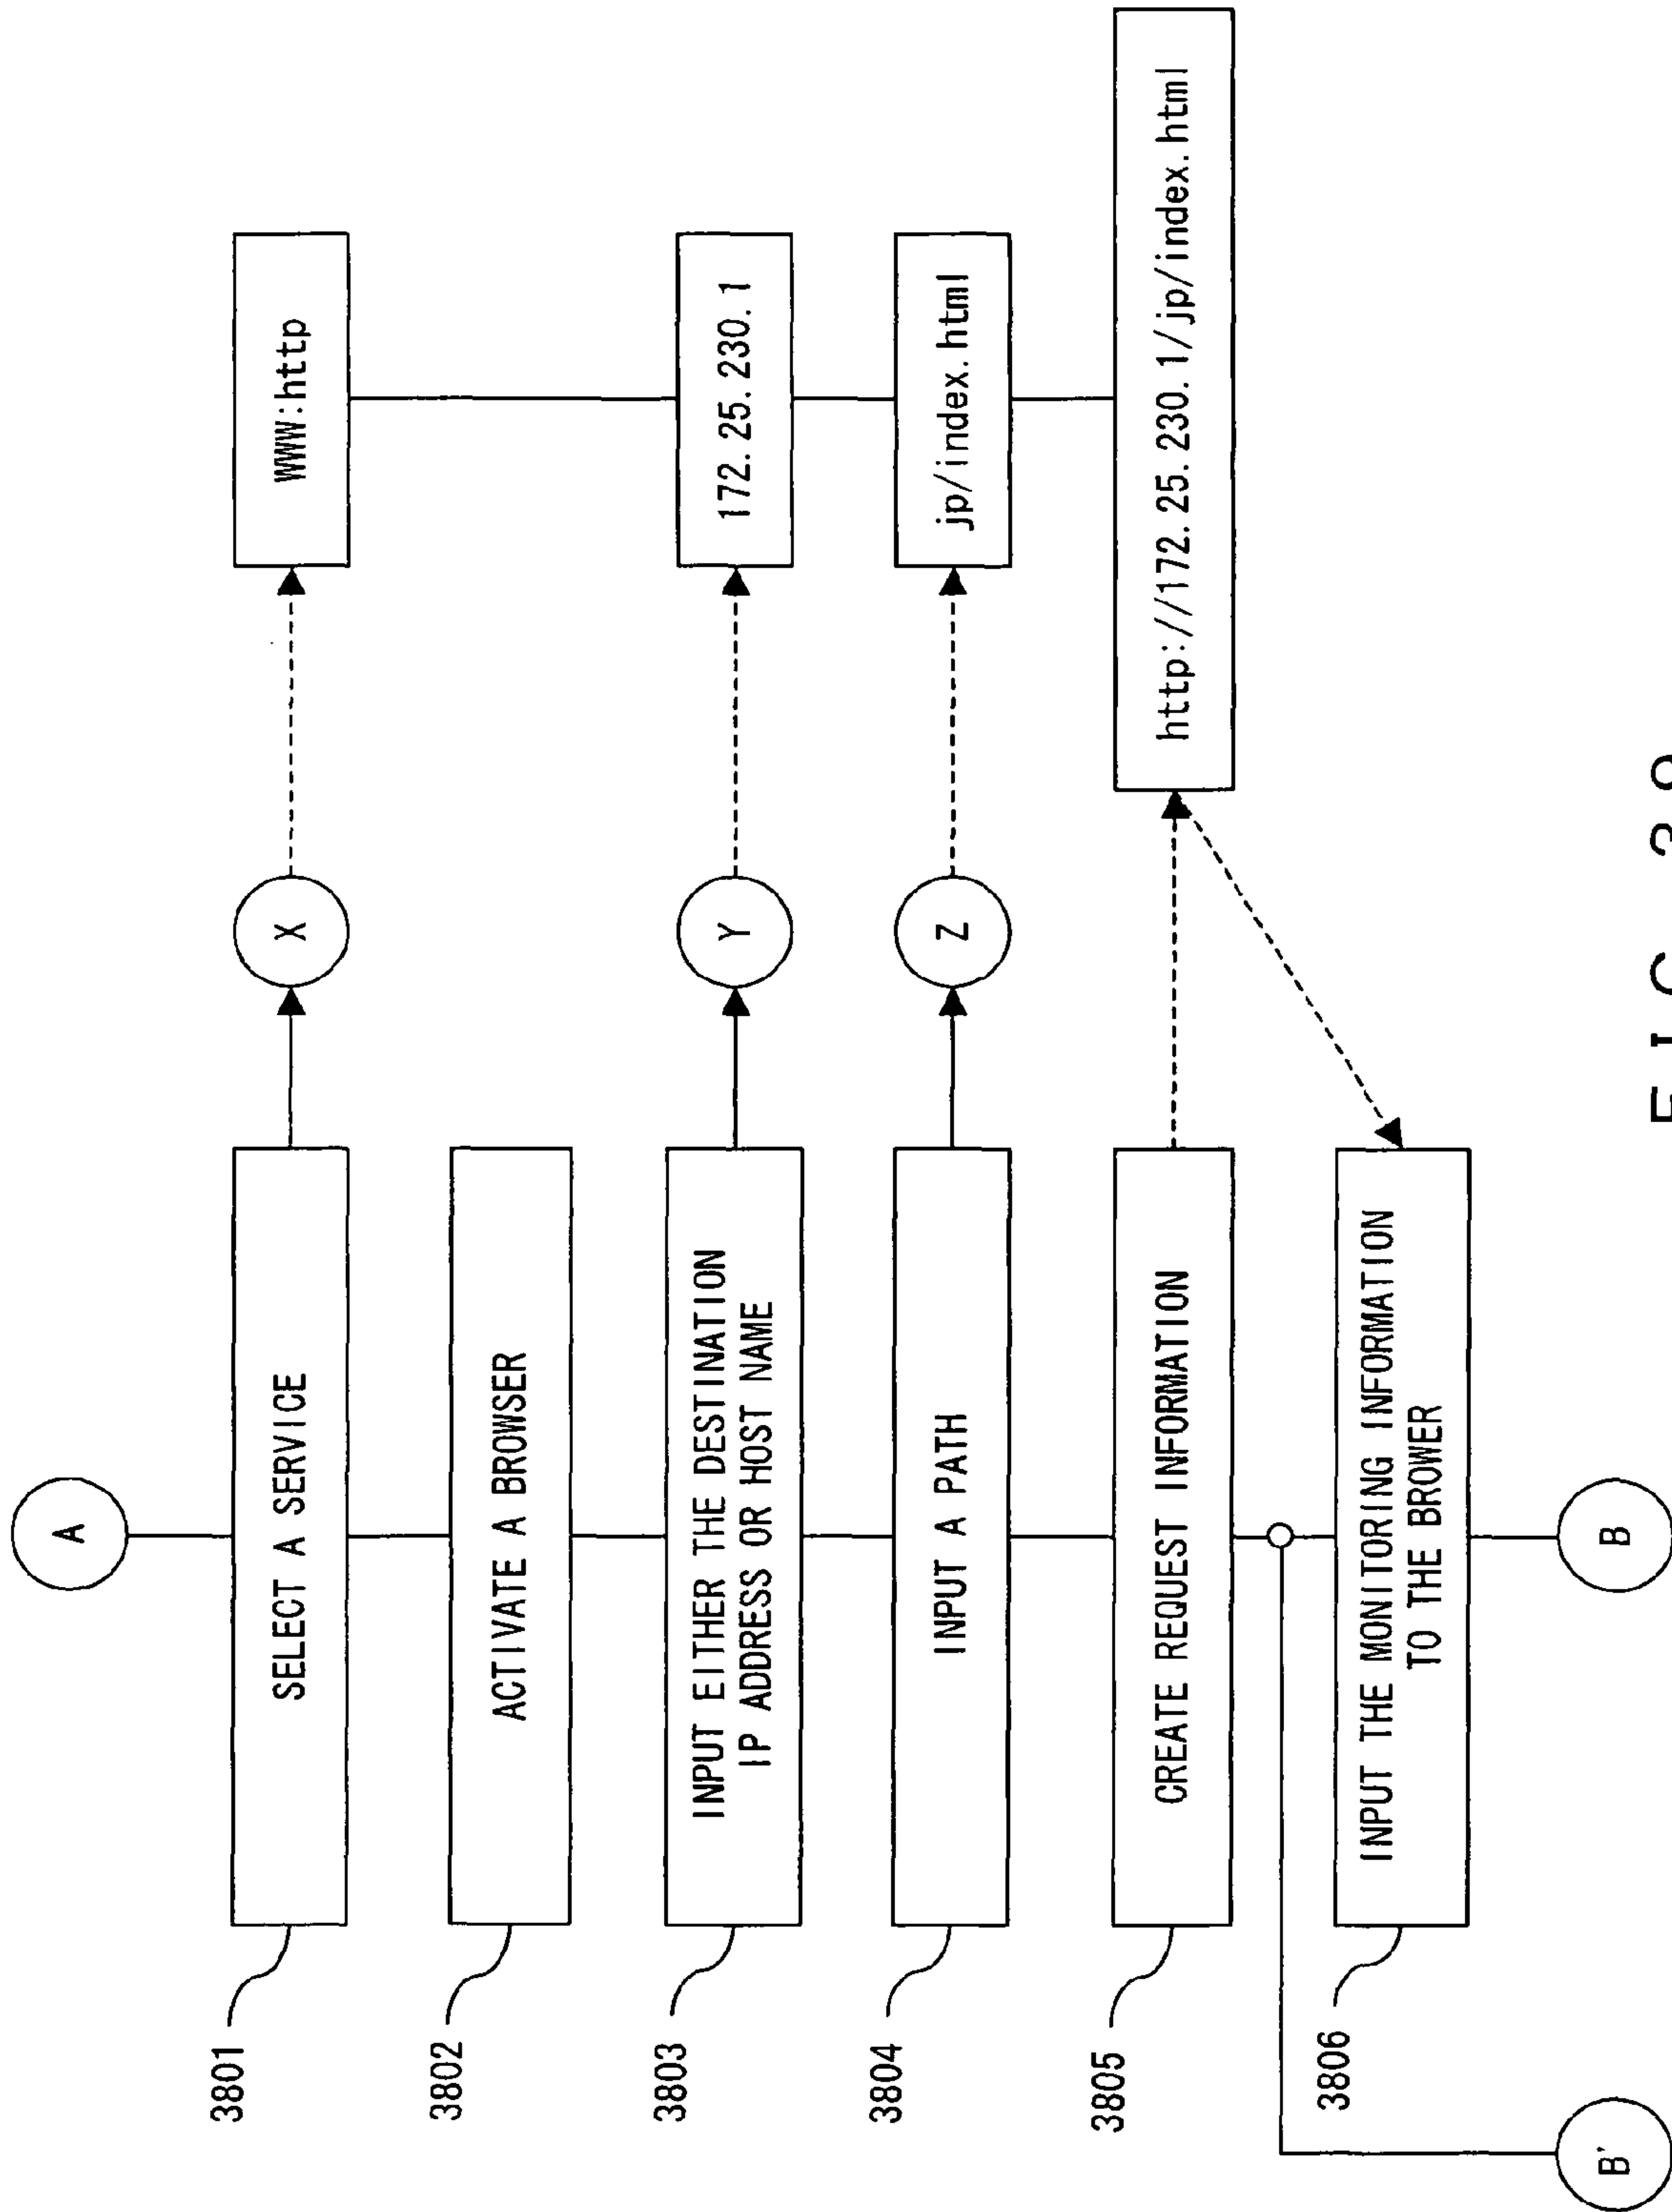 A
3801
SELECT A SERVICE
X
WWW:http
3802
ACTIVATE A BROWSER
3803
INPUT EITHER THE DESTINATION
IP ADDRESS OR HOST NAME
Y
172.25.230.1
3804
INPUT A PATH
Z
jp/index.html
3805
CREATE REQUEST INFORMATION
http://172.25.230.1/jp/index.html
3806
INPUT THE MONITORING INFORMATION
TO THE BROWER
B'
B